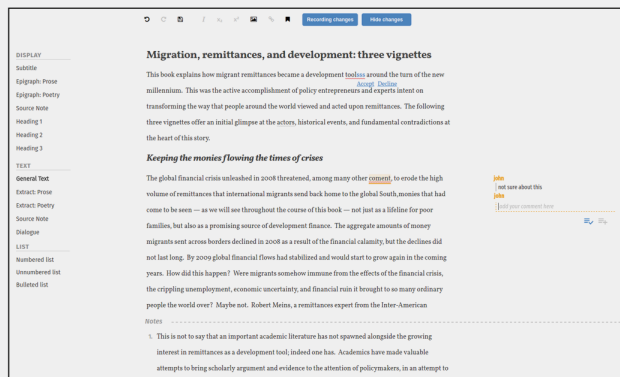 Recording changes
Hide changes
DISPLAY
Subtitle
Epigraph: Prose
Epigraph: Poetry
Source Note
Heading 1
Heading 2
Heading 3
TEXT
General Text
Extract: Prose
Extract: Poetry
Source Note
Dialogue
LIST
Numbered list
Unnumbered list
Bulleted list
Migration, remittances, and development: three vignettes
This book explains how migrant remittances became a development toolsss around the turn of the new
Accept Decline
millennium. This was the active accomplishment of policy entrepreneurs and experts intent on
transforming the way that people around the world viewed and acted upon remittances. The following
three vignettes offer an initial glimpse at the actors, historical events, and fundamental contradictions at
the heart of this story.
Keeping the monies flowing the times of crises
The global financial crisis unleashed in 2008 threatened, among many other coment, to erode the high
volume of remittances that international migrants send back home to the global South,monies that had
come to be seen — as we will see throughout the course of this book — not just as a lifeline for poor
families, but also as a promising source of development finance. The aggregate amounts of money
migrants sent across borders declined in 2008 as a result of the financial calamity, but the declines did
not last long. By 2009 global financial flows had stabilized and would start to grow again in the coming
years. How did this happen? Were migrants somehow immune from the effects of the financial crisis,
the crippling unemployment, economic uncertainty, and financial ruin it brought to so many ordinary
people the world over? Maybe not. Robert Meins, a remittances expert from the Inter-American
john
not sure about this
john
add your comment here
Notes
1. This is not to say that an important academic literature has not spawned alongside the growing
interest in remittances as a development tool; indeed one has. Academics have made valuable
attempts to bring scholarly argument and evidence to the attention of policymakers, in an attempt to